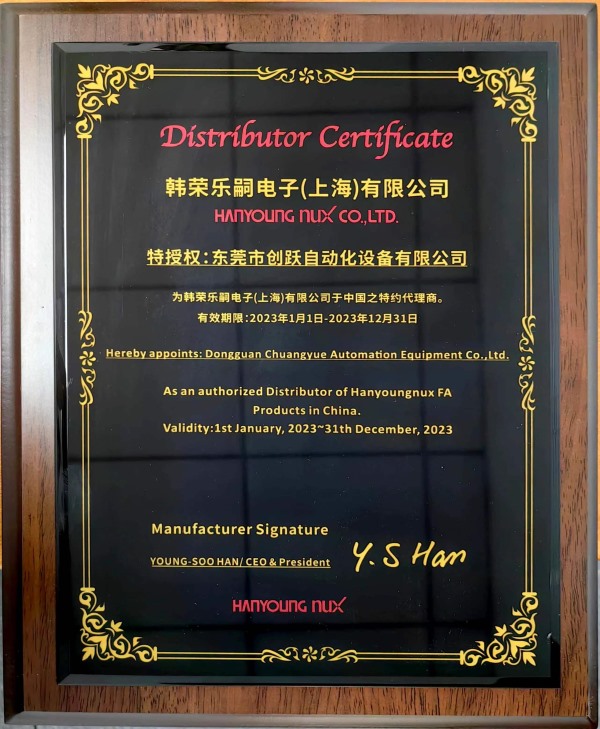 Distributor Certificate
韩荣乐嗣电子(上海)有限公司
HANYOUNG NUX CO.,LTD.
特授权:东莞市创跃自动化设备有限公司
为韩荣乐嗣电子(上海)有限公司于中国之特约代理商。
有效期限:2023年1月1日-2023年12月31日
Hereby appoints: Dongguan Chuangyue Automation Equipment Co.,Ltd.
As an authorized Distributor of Hanyoungnux FA
Products in China.
Validity:1st January, 2023~31th December, 2023
Manufacturer Signature
YOUNG-SOO HAN/ CEO & President
Y. S Han
HANYOUNG NUX